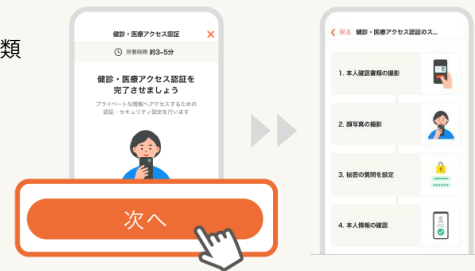 類
健診・医療アクセス認証
所要時間 約3~5分
健診・医療アクセス認証を
完了させましょう
プライベートな情報へアクセスするための
認証・セキュリティ設定を行います
次へ
戻る 健診・医療アクセス認証のス...
1. 本人確認書類の撮影
2. 顔写真の撮影
3. 秘密の質問を設定
4. 本人情報の確認